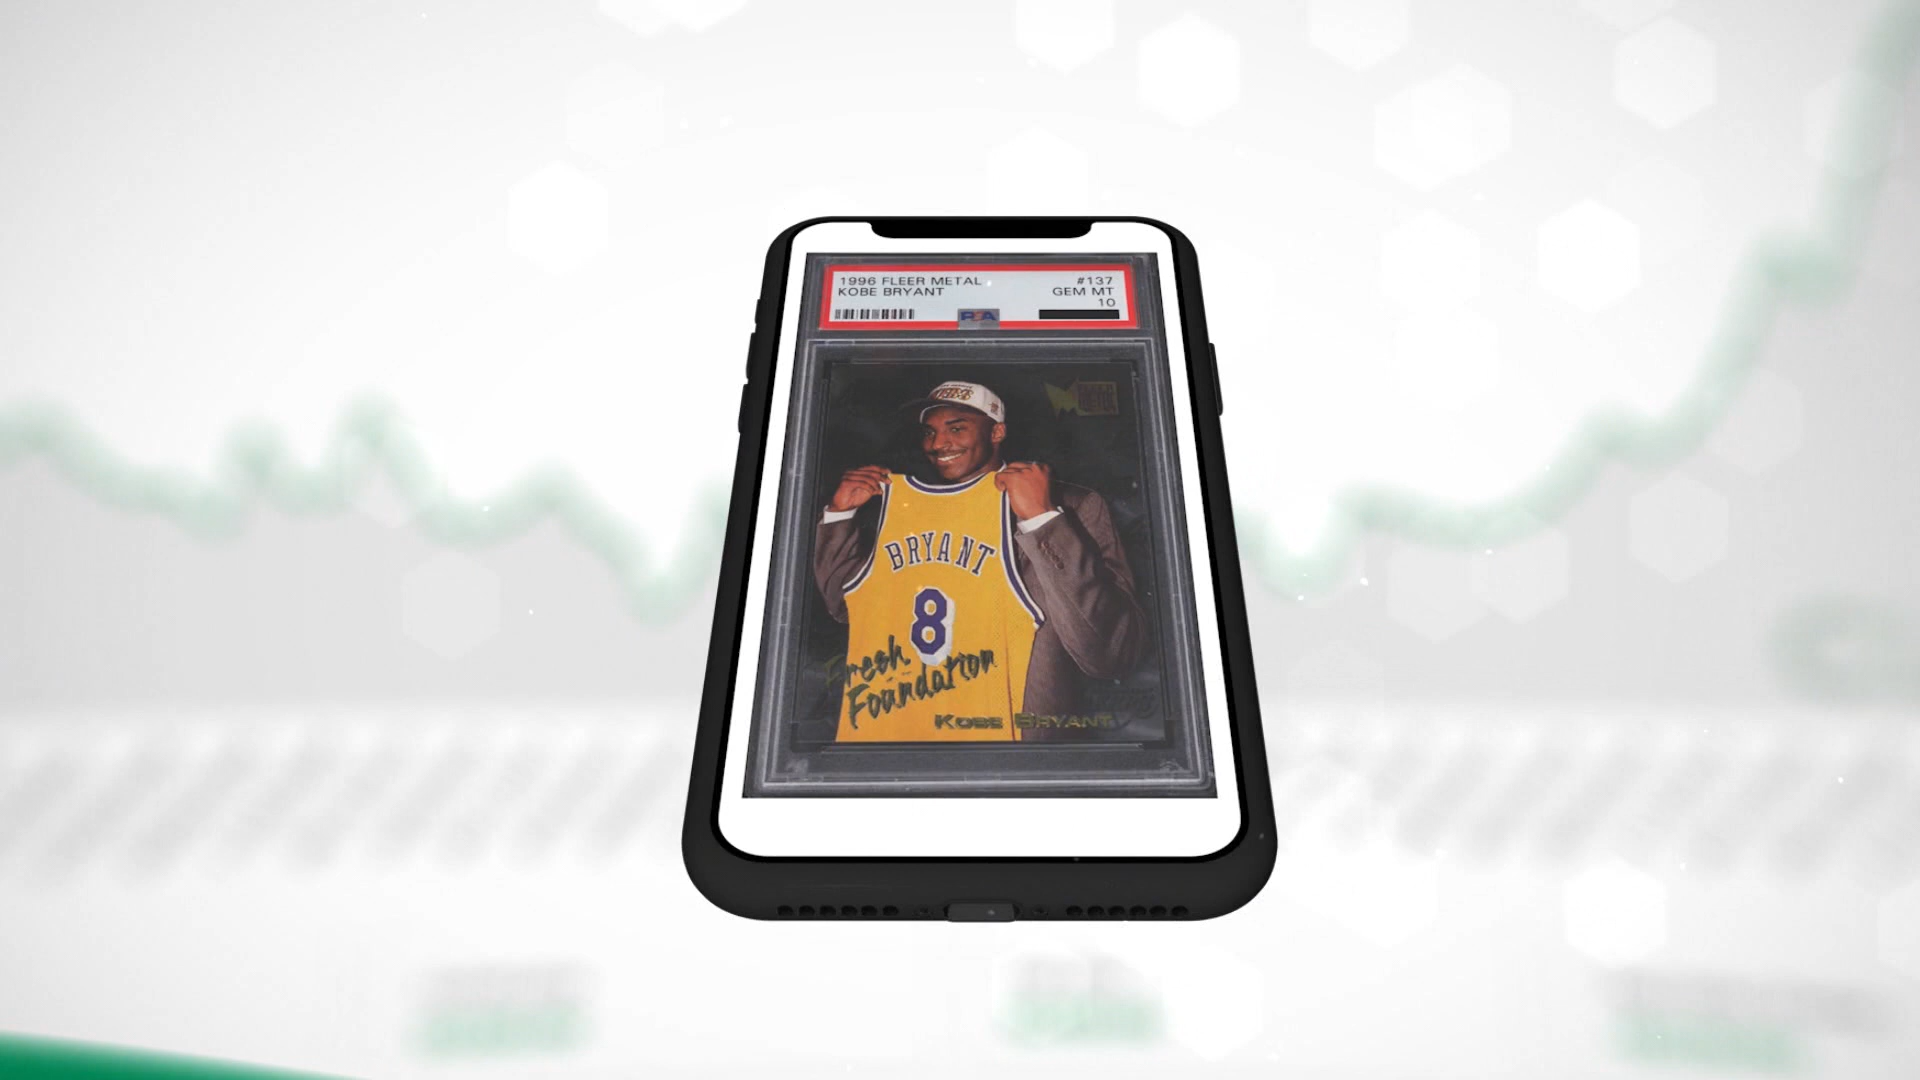 1996 FLEER METAL #137
KOBE BRYANT GEM MT
10
PSA
BRYANT
8
Fresh
Foundation
KOBE BRYANT